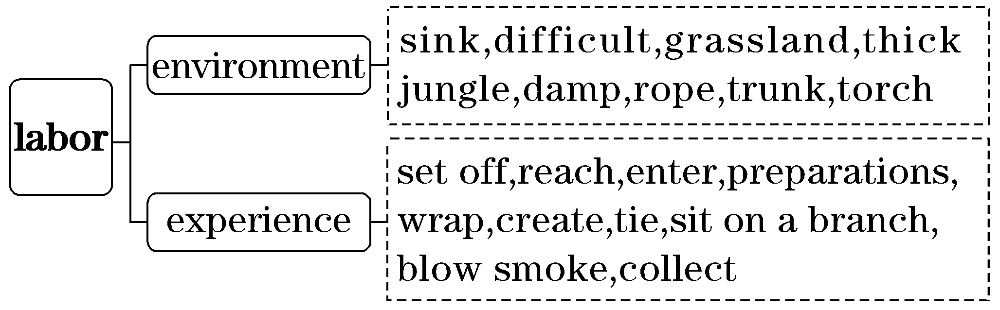 labor
environment
sink,difficult,grassland,thick
jungle,damp,rope,trunk,torch
experience
set off,reach,enter,preparations,
wrap,create,tie,sit on a branch,
blow smoke,collect